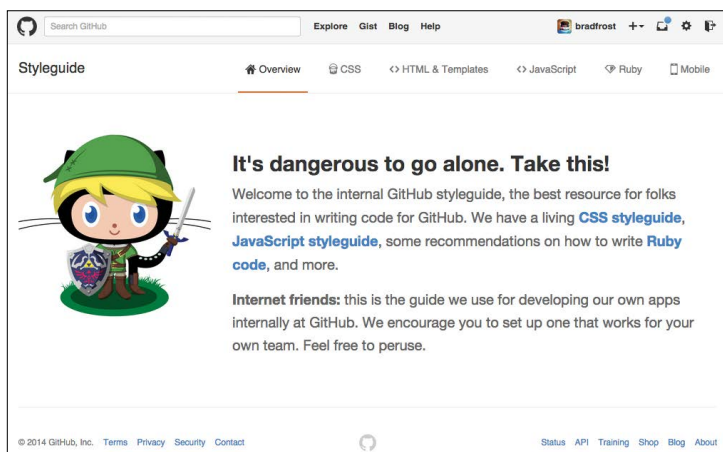 Search GitHub Explore Gist Blog Help bradfrost
Styleguide Overview CSS <> HTML & Templates <> JavaScript Ruby Mobile
It's dangerous to go alone. Take this!
Welcome to the internal GitHub styleguide, the best resource for folks
interested in writing code for GitHub. We have a living CSS styleguide,
JavaScript styleguide, some recommendations on how to write Ruby
code, and more.
Internet friends: this is the guide we use for developing our own apps
internally at GitHub. We encourage you to set up one that works for your
own team. Feel free to peruse.
© 2014 GitHub, Inc. Terms Privacy Security Contact Status API Training Shop Blog About